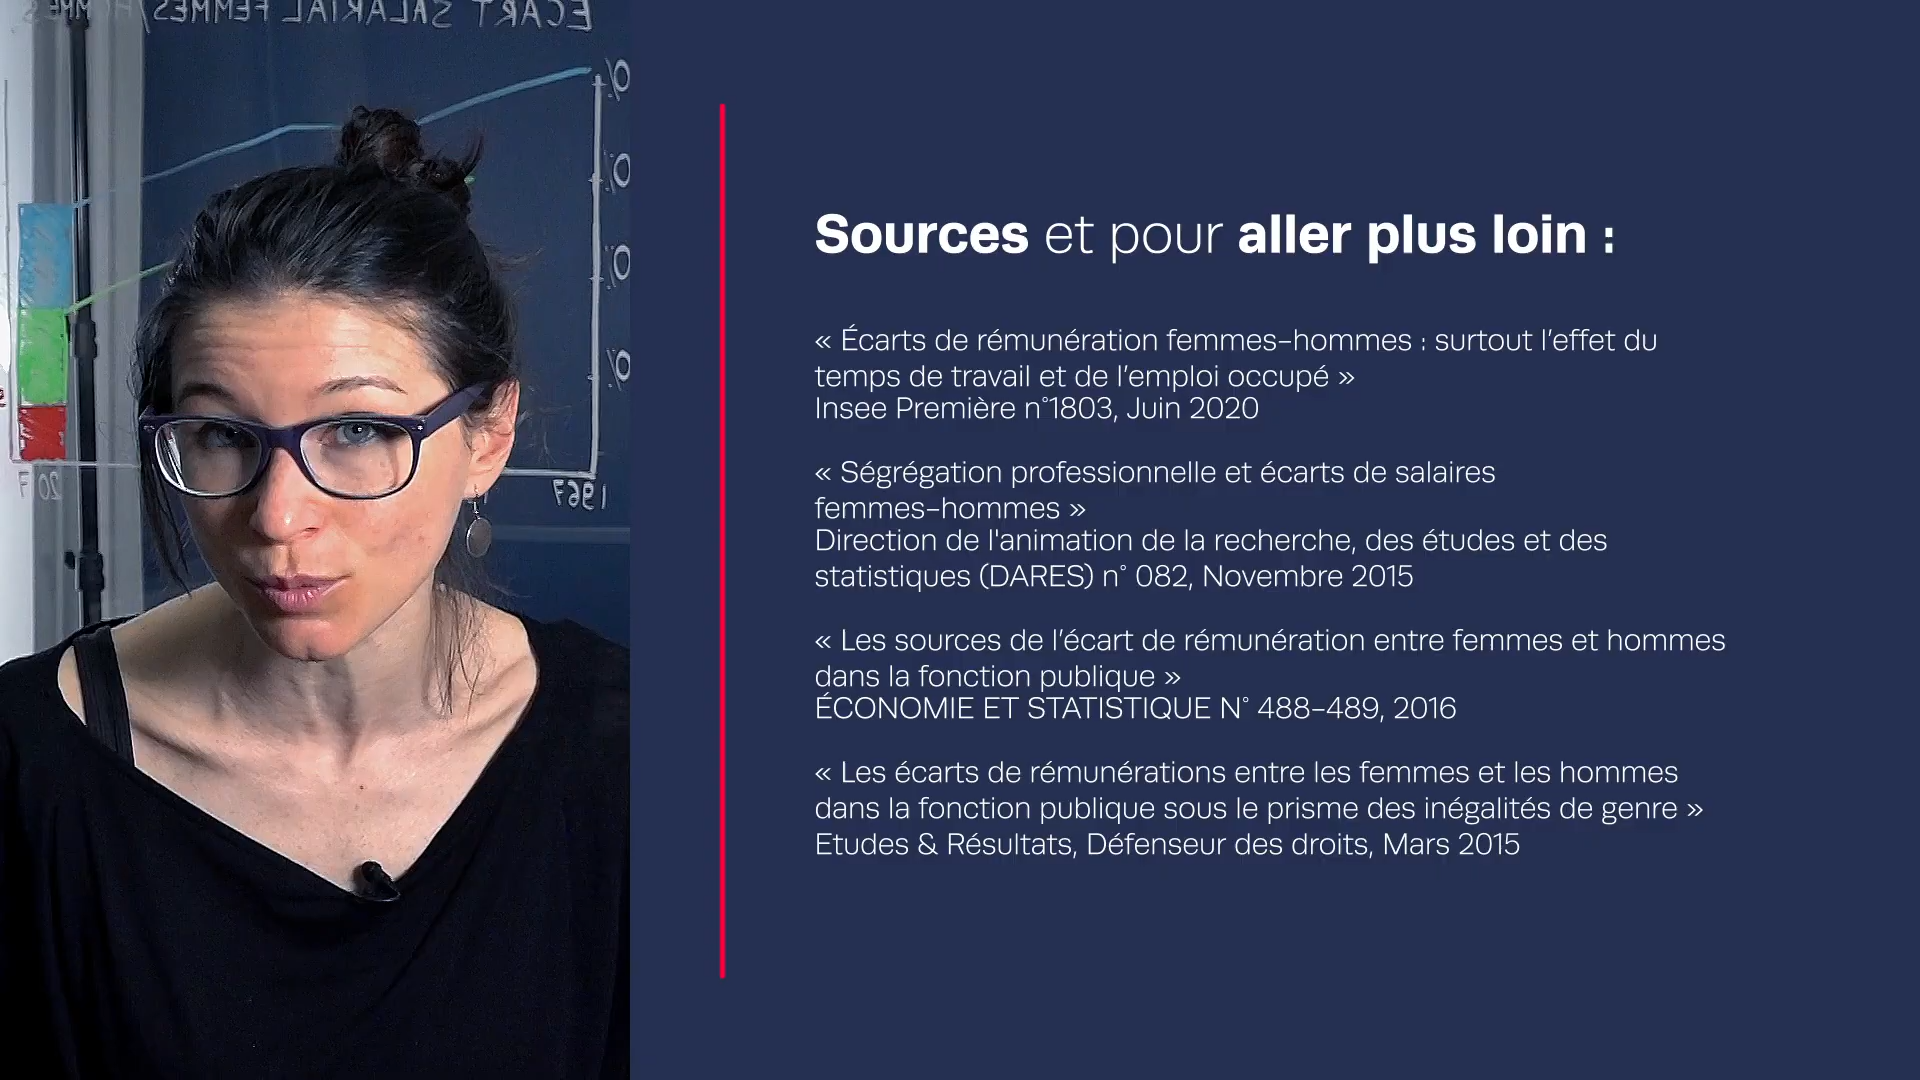 ÉCART SALARIAL FEMMES/HOMMES
%
%
%
%
1967
Sources et pour aller plus loin :
« Écarts de rémunération femmes-hommes : surtout l'effet du
temps de travail et de l'emploi occupé »
Insee Première n°1803, Juin 2020
« Ségrégation professionnelle et écarts de salaires
femmes-hommes »
Direction de l'animation de la recherche, des études et des
statistiques (DARES) n° 082, Novembre 2015
« Les sources de l'écart de rémunération entre femmes et hommes
dans la fonction publique »
ÉCONOMIE ET STATISTIQUE N° 488-489, 2016
« Les écarts de rémunérations entre les femmes et les hommes
dans la fonction publique sous le prisme des inégalités de genre »
Etudes & Résultats, Défenseur des droits, Mars 2015